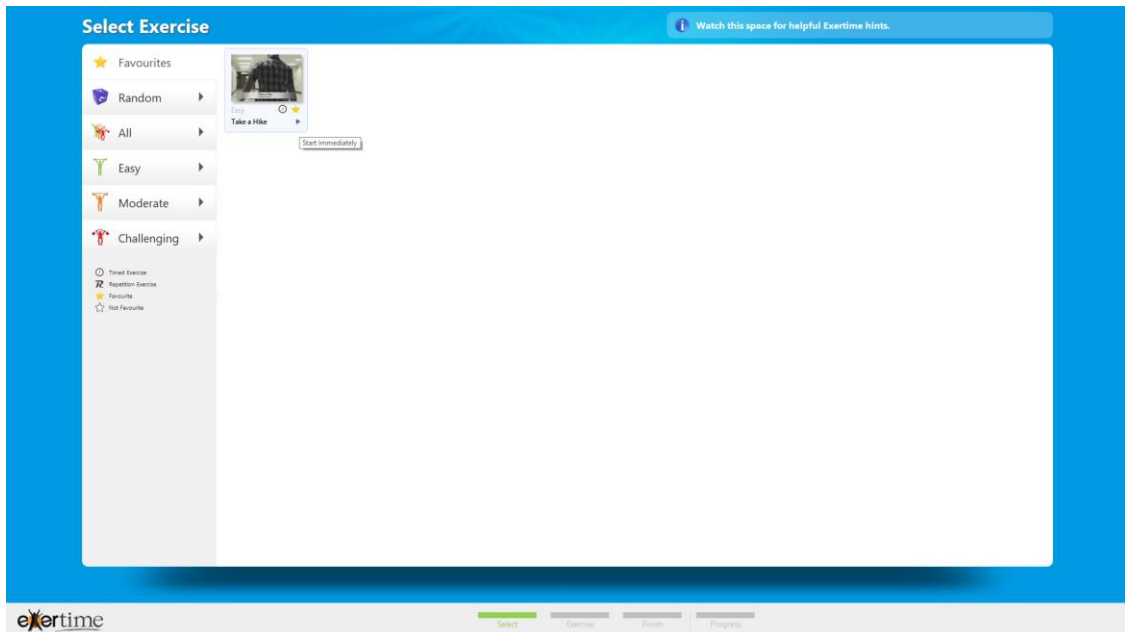 Select Exercise
Watch this space for helpful Exertime hints.
Favourites
Random
All
Easy
Moderate
Challenging
Timed Exercise
Repetition Exercise
Favourite
Not Favourite
Easy
Take a Hike
Start Immediately
exertime
Select Exercise Finish Progress